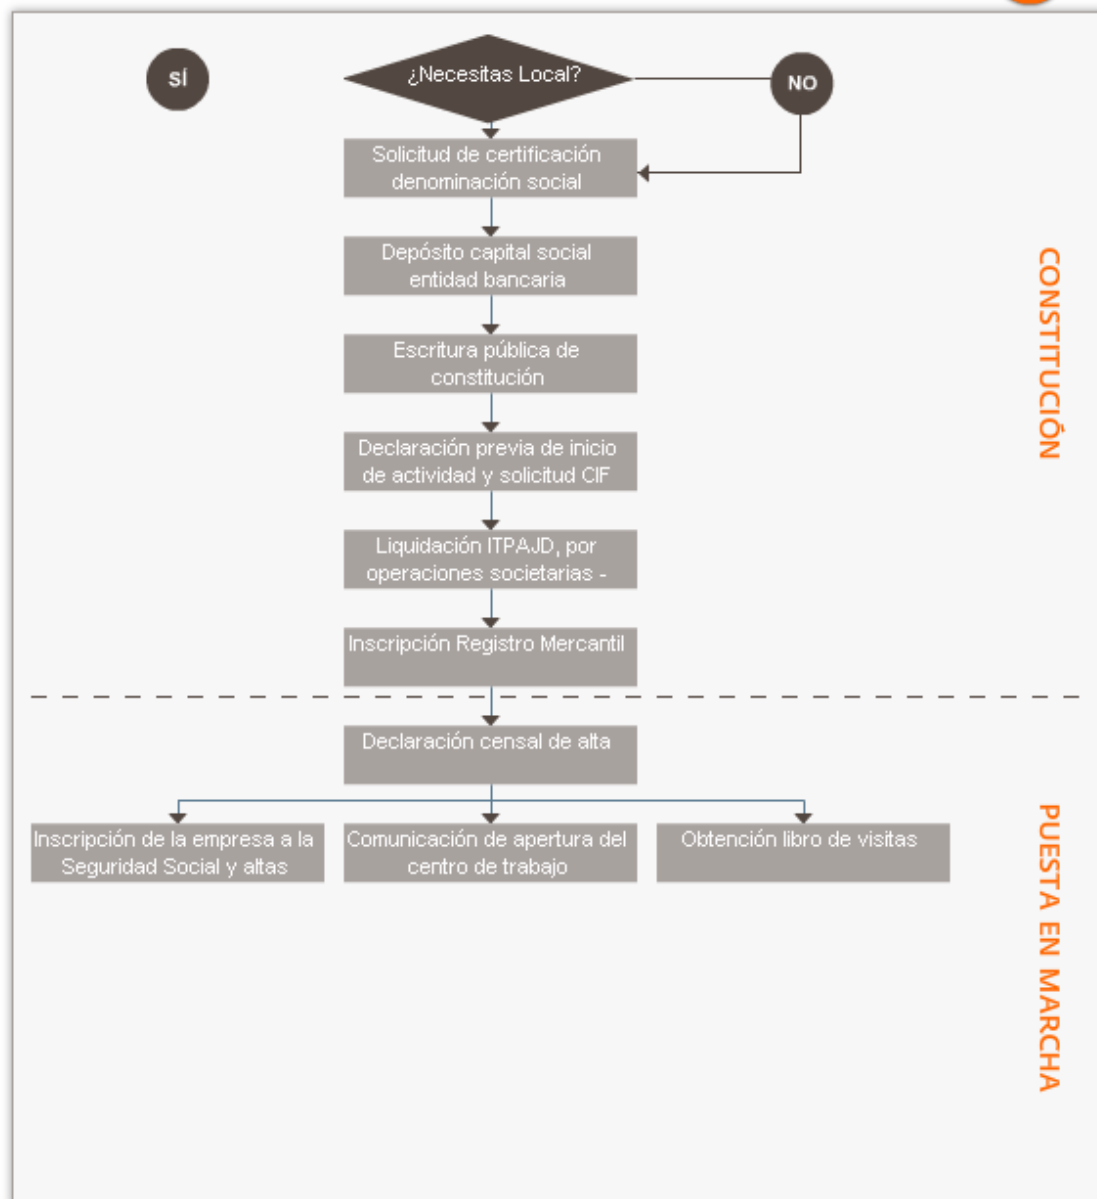 SÍ
¿Necesitas Local?
NO
Solicitud de certificación
denominación social
Depósito capital social
entidad bancaria
Escritura pública de
constitución
Declaración previa de inicio
de actividad y solicitud CIF
Liquidación ITPAJD, por
operaciones societarias -
Inscripción Registro Mercantil
CONSTITUCIÓN
Declaración censal de alta
Inscripción de la empresa a la
Seguridad Social y altas
Comunicación de apertura del
centro de trabajo
Obtención libro de visitas
PUESTA EN MARCHA